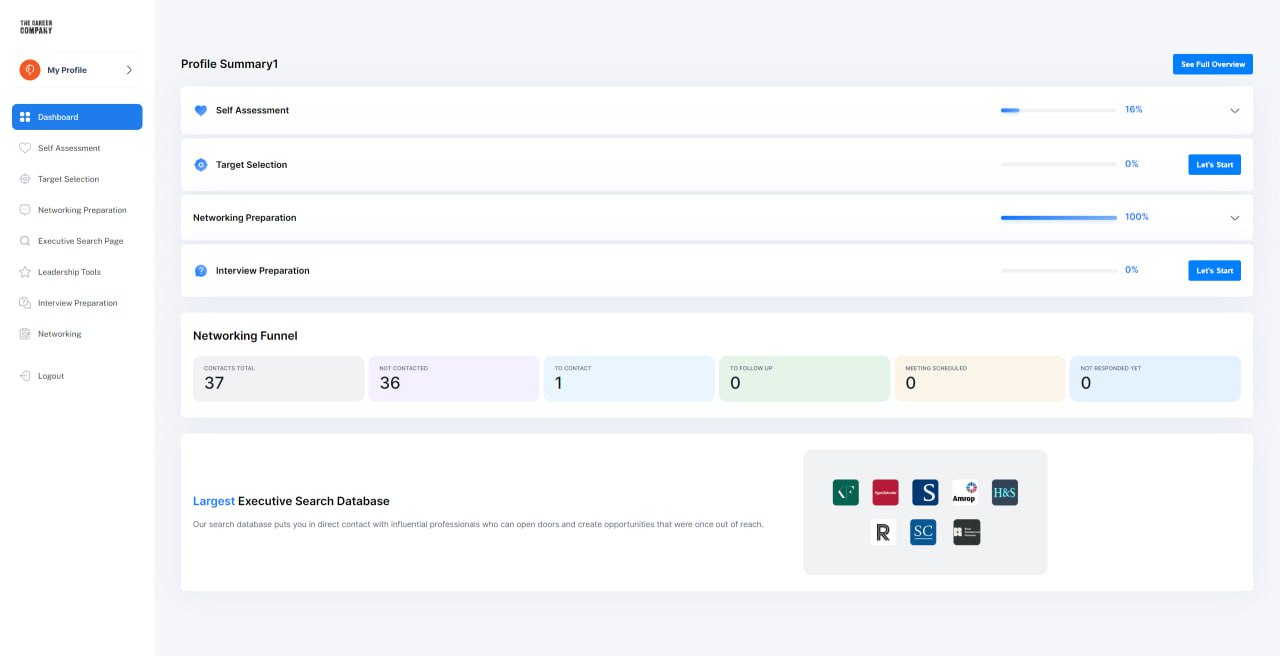 THE CAREER
COMPANY
My Profile
Dashboard
Self Assessment
Target Selection
Networking Preparation
Executive Search Page
Leadership Tools
Interview Preparation
Networking
Logout
Profile Summary1
See Full Overview
Self Assessment
16%
Target Selection
0%
Let's Start
Networking Preparation
100%
Interview Preparation
0%
Let's Start
Networking Funnel
CONTACTS TOTAL
37
NOT CONTACTED
36
TO CONTACT
1
TO FOLLOW UP
0
MEETING SCHEDULED
0
NOT RESPONDED YET
0
Largest Executive Search Database
Our search database puts you in direct contact with influential professionals who can open doors and create opportunities that were once out of reach.
KF
S
Amrop
H&S
R
SC